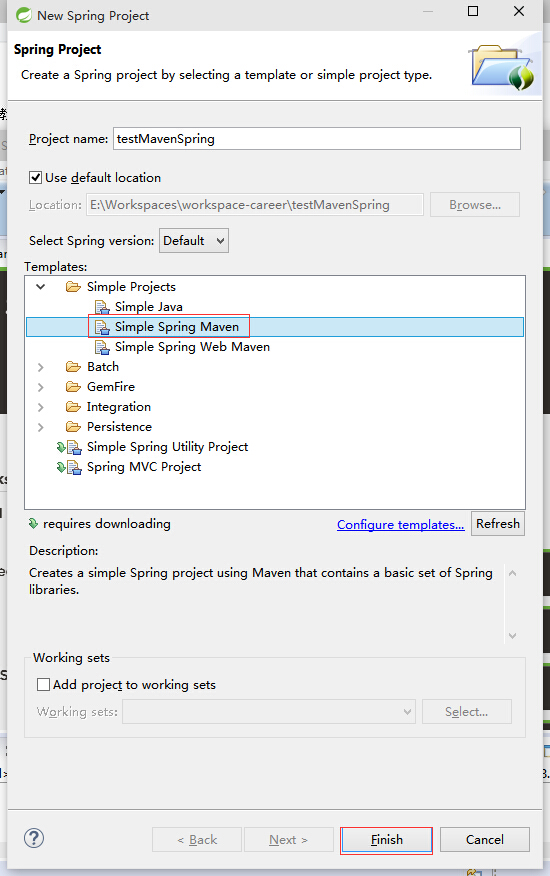 New Spring Project
Spring Project
Create a Spring project by selecting a template or simple project type.
Project name: testMavenSpring
Use default location
Location: E:\Workspaces\workspace-career\testMavenSpring Browse...
Select Spring version: Default
Templates:
Simple Projects
Simple Java
Simple Spring Maven
Simple Spring Web Maven
Batch
GemFire
Integration
Persistence
Simple Spring Utility Project
Spring MVC Project
requires downloading Configure templates... Refresh
Description:
Creates a simple Spring project using Maven that contains a basic set of Spring
libraries.
Working sets
Add project to working sets
Working sets: Select...
? < Back Next > Finish Cancel